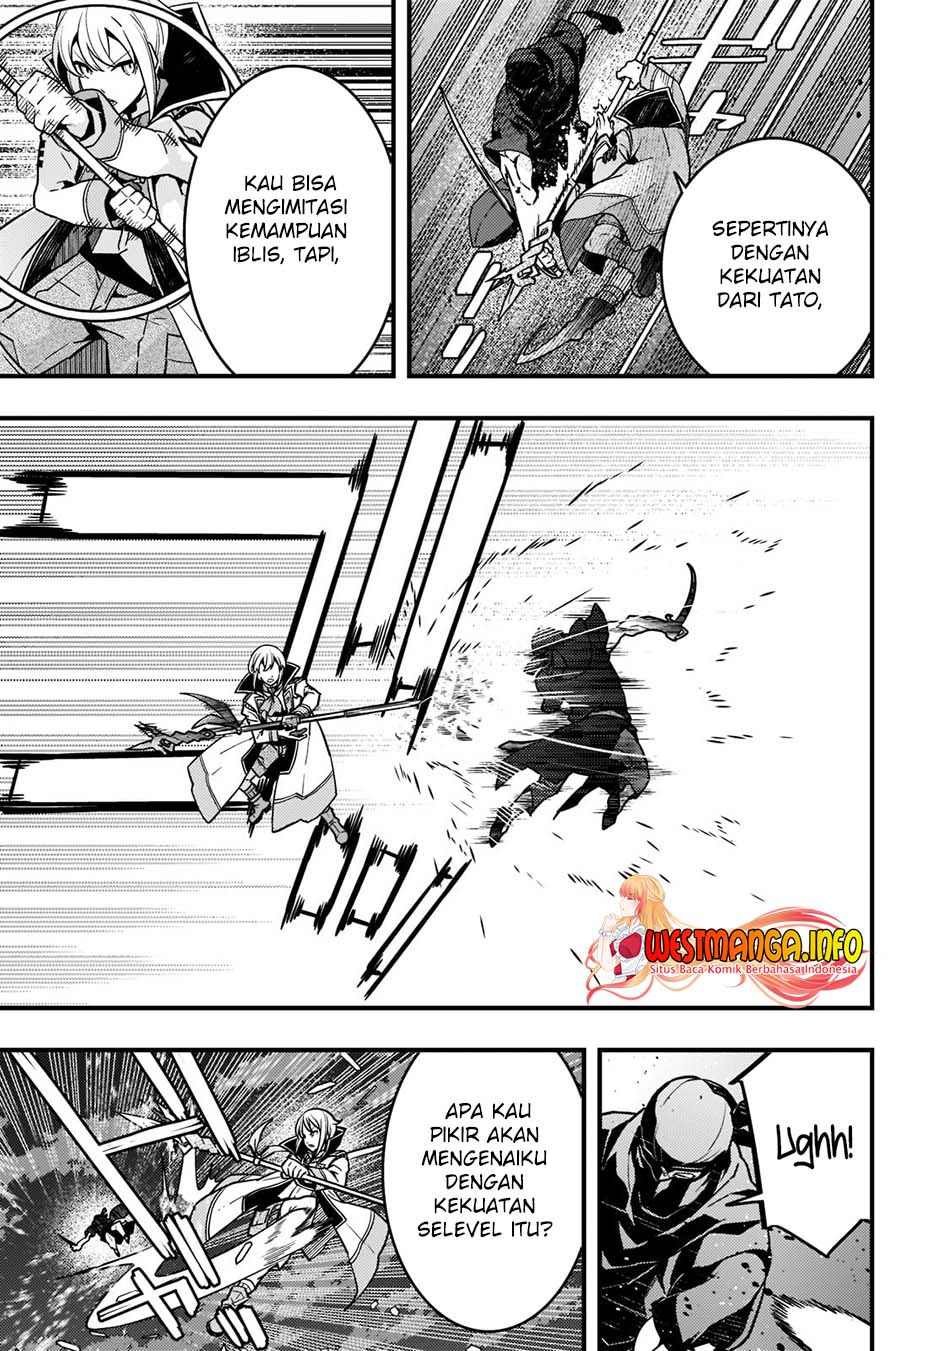 SEPERTINYA
DENGAN
KEKUATAN
DARI TATO,
KAU BISA
MENGIMITASI
KEMAMPUAN
IBLIS, TAPI,
WESTMANGA.INFO
Situs Baca Komik Berbahasa Indonesia
Ughh!
APA KAU
PIKIR AKAN
MENGENAIKU
DENGAN
KEKUATAN
SELEVEL ITU?